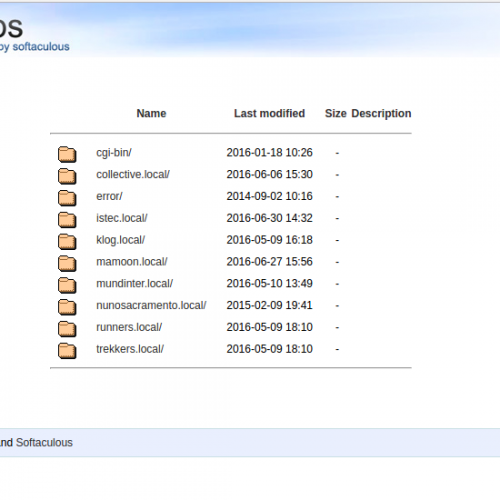 ps
by softaculous
Name Last modified Size Description
cgi-bin/ 2016-01-18 10:26 -
collective.local/ 2016-06-06 15:30 -
error/ 2014-09-02 10:16 -
istec.local/ 2016-06-30 14:32 -
klog.local/ 2016-05-09 16:18 -
mamoon.local/ 2016-06-27 15:56 -
mundinter.local/ 2016-05-10 13:49 -
nunosacramento.local/ 2015-02-09 19:41 -
runners.local/ 2016-05-09 18:10 -
trekkers.local/ 2016-05-09 18:10 -
and Softaculous